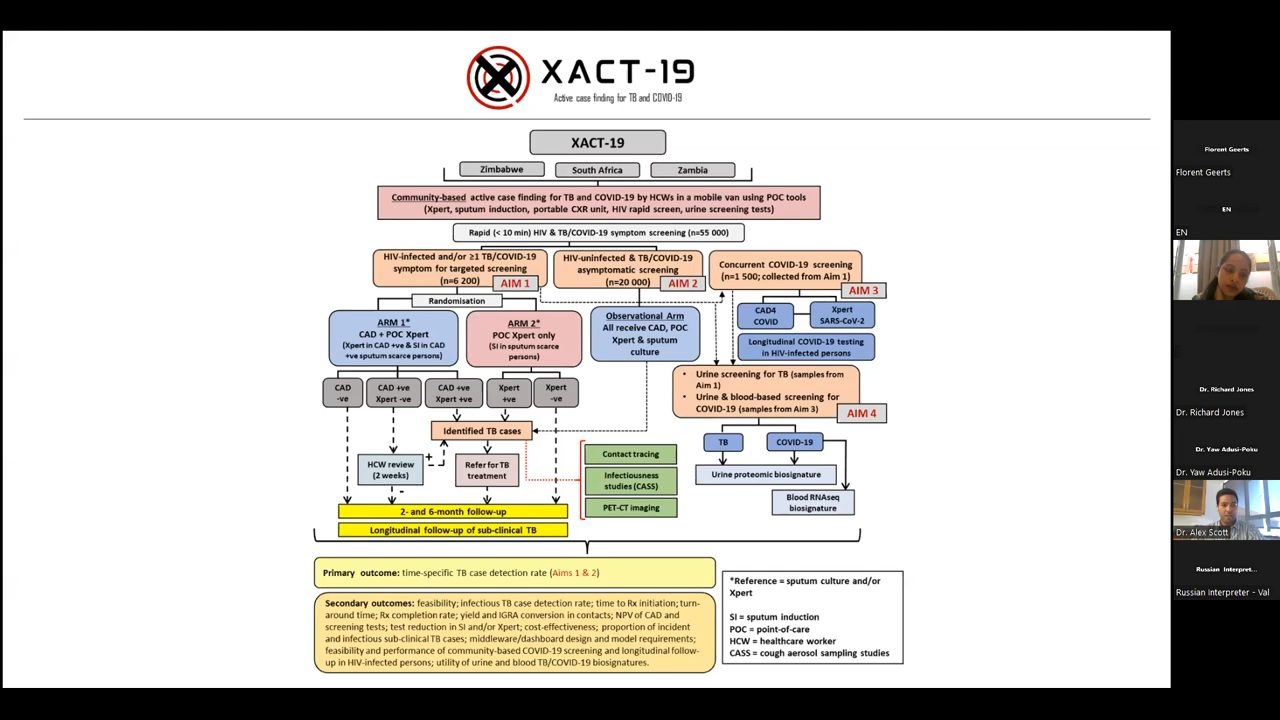 XACT-19
Active case finding for TB and COVID-19
XACT-19
Zimbabwe
South Africa
Zambia
Community-based active case finding for TB and COVID-19 by HCWs in a mobile van using POC tools
(Xpert, sputum induction, portable CXR unit, HIV rapid screen, urine screening tests)
Rapid (< 10 min) HIV & TB/COVID-19 symptom screening (n=55 000)
HIV-infected and/or ≥1 TB/COVID-19
symptom for targeted screening
(n=6 200)
AIM 1
HIV-uninfected & TB/COVID-19
asymptomatic screening
(n=20 000)
AIM 2
Concurrent COVID-19 screening
(n=1 500; collected from Aim 1)
AIM 3
Randomisation
ARM 1*
CAD + POC Xpert
(Xpert in CAD +ve & SI in CAD
+ve sputum scarce persons)
ARM 2*
POC Xpert only
(SI in sputum scarce
persons)
Observational Arm
All receive CAD, POC
Xpert & sputum
culture
CAD4
COVID
Xpert
SARS-CoV-2
Longitudinal COVID-19 testing
in HIV-infected persons
• Urine screening for TB (samples from
Aim 1)
• Urine & blood-based screening for
COVID-19 (samples from Aim 3)
AIM 4
CAD
-ve
CAD +ve
Xpert -ve
CAD +ve
Xpert +ve
Xpert
+ve
Xpert
-ve
Identified TB cases
HCW review
(2 weeks)
+
-
Refer for TB
treatment
Contact tracing
Infectiousness
studies (CASS)
PET-CT imaging
TB
COVID-19
Urine proteomic biosignature
Blood RNAseq
biosignature
2- and 6-month follow-up
Longitudinal follow-up of sub-clinical TB
Primary outcome: time-specific TB case detection rate (Aims 1 & 2)
Secondary outcomes: feasibility; infectious TB case detection rate; time to Rx initiation; turn-
around time; Rx completion rate; yield and IGRA conversion in contacts; NPV of CAD and
screening tests; test reduction in SI and/or Xpert; cost-effectiveness; proportion of incident
and infectious sub-clinical TB cases; middleware/dashboard design and model requirements;
feasibility and performance of community-based COVID-19 screening and longitudinal follow-
up in HIV-infected persons; utility of urine and blood TB/COVID-19 biosignatures.
*Reference = sputum culture and/or
Xpert
SI = sputum induction
POC = point-of-care
HCW = healthcare worker
CASS = cough aerosol sampling studies
Florent Geerts
Florent Geerts
EN
EN
Dr. Richard Jones
Dr. Richard Jones
Dr. Yaw Adusi-Poku
Dr. Yaw Adusi-Poku
Dr. Alex Scott
Russian Interpret...
Russian Interpreter - Val